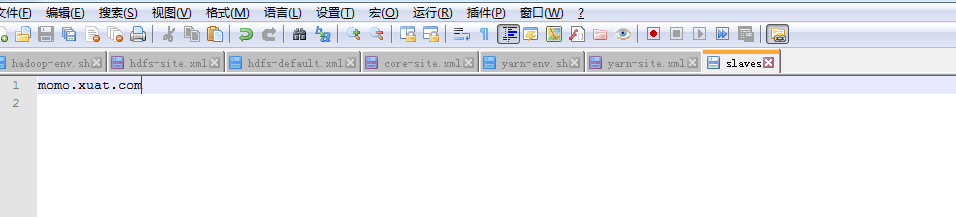 文件(F) 编辑(E) 搜索(S) 视图(V) 格式(M) 语言(L) 设置(T) 宏(O) 运行(R) 插件(P) 窗口(W) ?
hadoop-env.sh hdfs-site.xml hdfs-default.xml core-site.xml yarn-env.sh yarn-site.xml slaves
1 momo.xuat.com
2